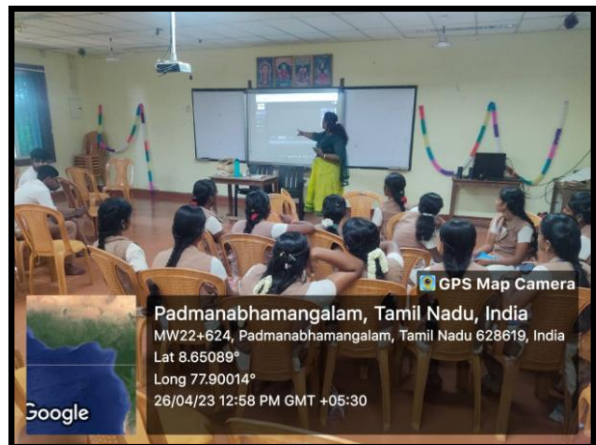 GPS Map Camera
Padmanabhamangalam, Tamil Nadu, India
MW22+624, Padmanabhamangalam, Tamil Nadu 628619, India
Lat 8.65089°
Long 77.90014°
26/04/23 12:58 PM GMT +05:30
Google